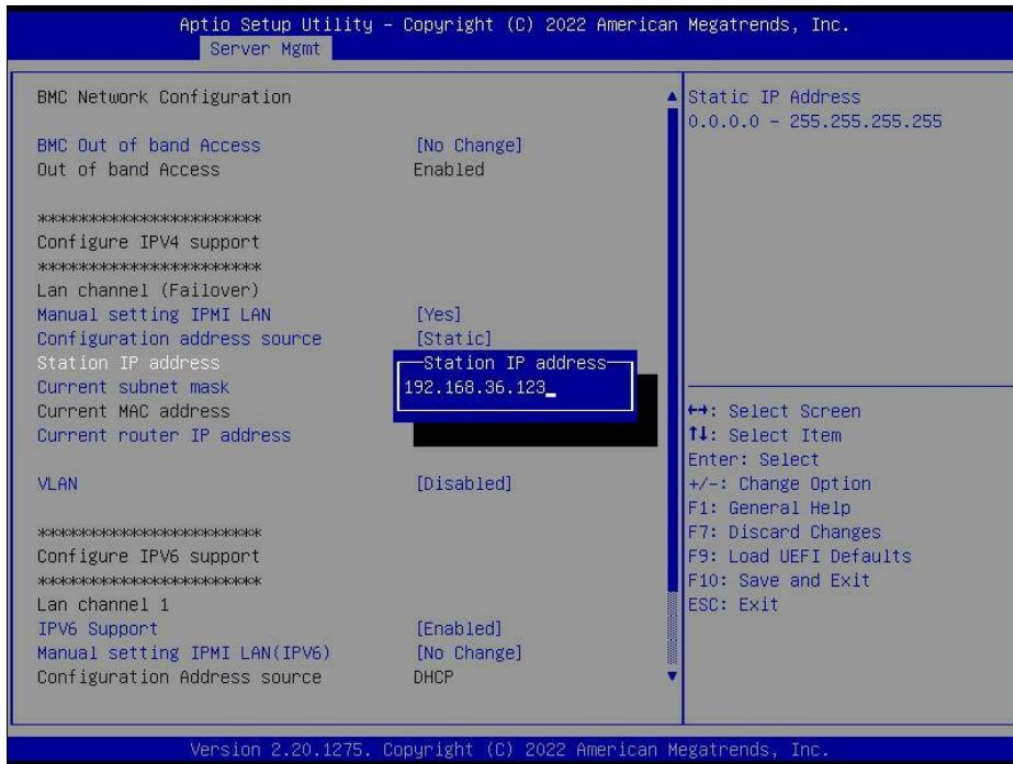 Aptio Setup Utility - Copyright (C) 2022 American Megatrends, Inc.
Server Mgmt
BMC Network Configuration
BMC Out of band Access [No Change]
Out of band Access Enabled
************************
Configure IPV4 support
************************
Lan channel (Failover)
Manual setting IPMI LAN [Yes]
Configuration address source [Static]
Station IP address
Current subnet mask
Current MAC address
Current router IP address
Station IP address
192.168.36.123_
VLAN [Disabled]
************************
Configure IPV6 support
************************
Lan channel 1
IPV6 Support [Enabled]
Manual setting IPMI LAN(IPV6) [No Change]
Configuration Address source DHCP
Static IP Address
0.0.0.0 - 255.255.255.255
↔: Select Screen
↑↓: Select Item
Enter: Select
+/-: Change Option
F1: General Help
F7: Discard Changes
F9: Load UEFI Defaults
F10: Save and Exit
ESC: Exit
Version 2.20.1275. Copyright (C) 2022 American Megatrends, Inc.